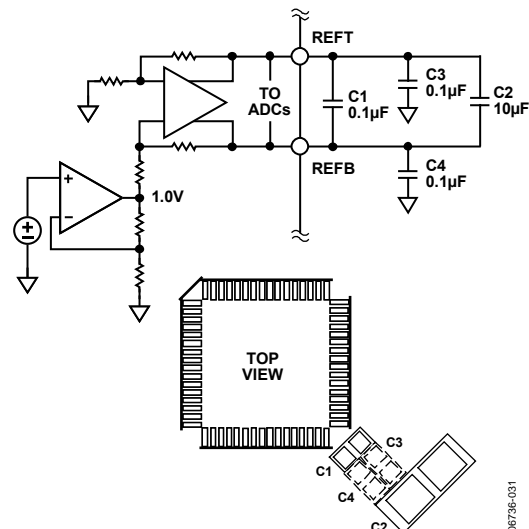 REFT
C3
0.1µF
C2
10µF
C1
0.1µF
TO
ADCs
REFB
C4
0.1µF
1.0V
+
−
TOP
VIEW
C3
C1
C4
C2
06736-031